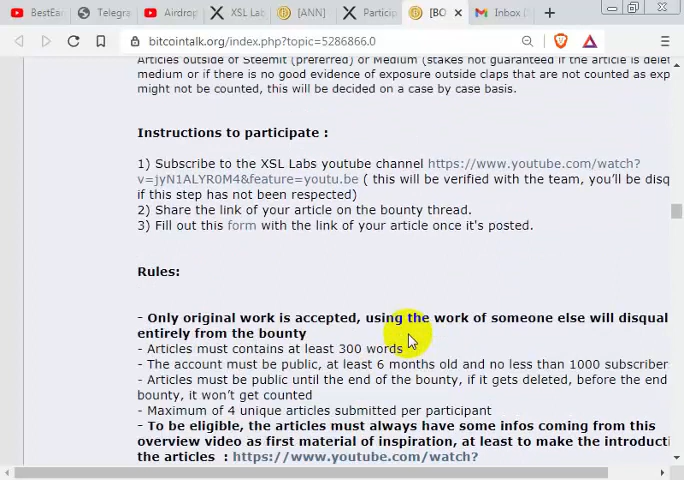 BestEa
Telegra
Airdrop
XSL La
[ANN]
Particip
[BO
Inbox (
bitcointalk.org/index.php?topic=5286866.0
Articles outside of Steemit (preferred) or Medium (stakes not guaranteed if the article is delet
medium or if there is no good evidence of exposure outside claps that are not counted as exp
might not be counted, this will be decided on a case by case basis.
Instructions to participate :
1) Subscribe to the XSL Labs youtube channel https://www.youtube.com/watch?
v=jyN1ALYR0M4&feature=youtu.be ( this will be verified with the team, you'll be disq
if this step has not been respected)
2) Share the link of your article on the bounty thread.
3) Fill out this form with the link of your article once it's posted.
Rules:
- Only original work is accepted, using the work of someone else will disqual
entirely from the bounty
- Articles must contains at least 300 words
- The account must be public, at least 6 months old and no less than 1000 subscriber
- Articles must be public until the end of the bounty, if it gets deleted, before the end
bounty, it won't get counted
- Maximum of 4 unique articles submitted per participant
- To be eligible, the articles must always have some infos coming from this
overview video as first material of inspiration, at least to make the introducti
the articles : https://www.youtube.com/watch?